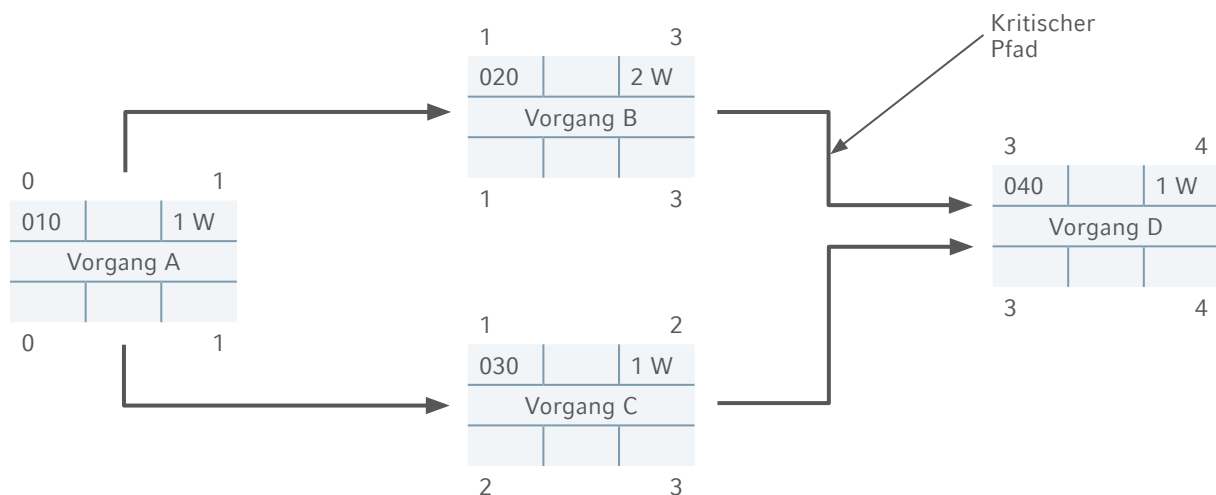 0 1
010 1 W
Vorgang A
0 1
1 3
020 2 W
Vorgang B
1 3
1 2
030 1 W
Vorgang C
2 3
Kritischer
Pfad
3 4
040 1 W
Vorgang D
3 4